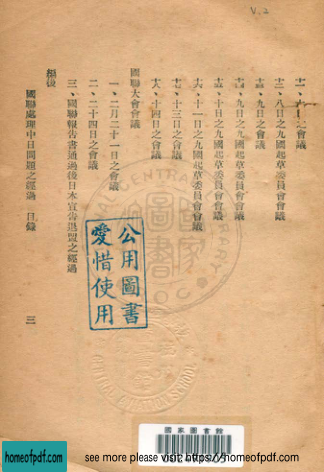 V.2
十二、八日之會議
十三、八日之九國起草委員會會議
十四、九日之會議
十五、九日之九國起草委員會會議
十五、十日之九國起草委員會會議
十六、十一日之九國起草委員會會議
十七、十三日之會議
十八、十四日之會議
國聯大會會議
一、二月二十一日之會議
二、二十四日之會議
三、國聯報告書通過後日本宣告退盟之經過
編後
國聯處理中日問題之經過 目錄
三
公用圖書
愛惜使用
國家圖書館
homeofpdf.com
see more please visit: https://homeofpdf.com
homeofpdf.com